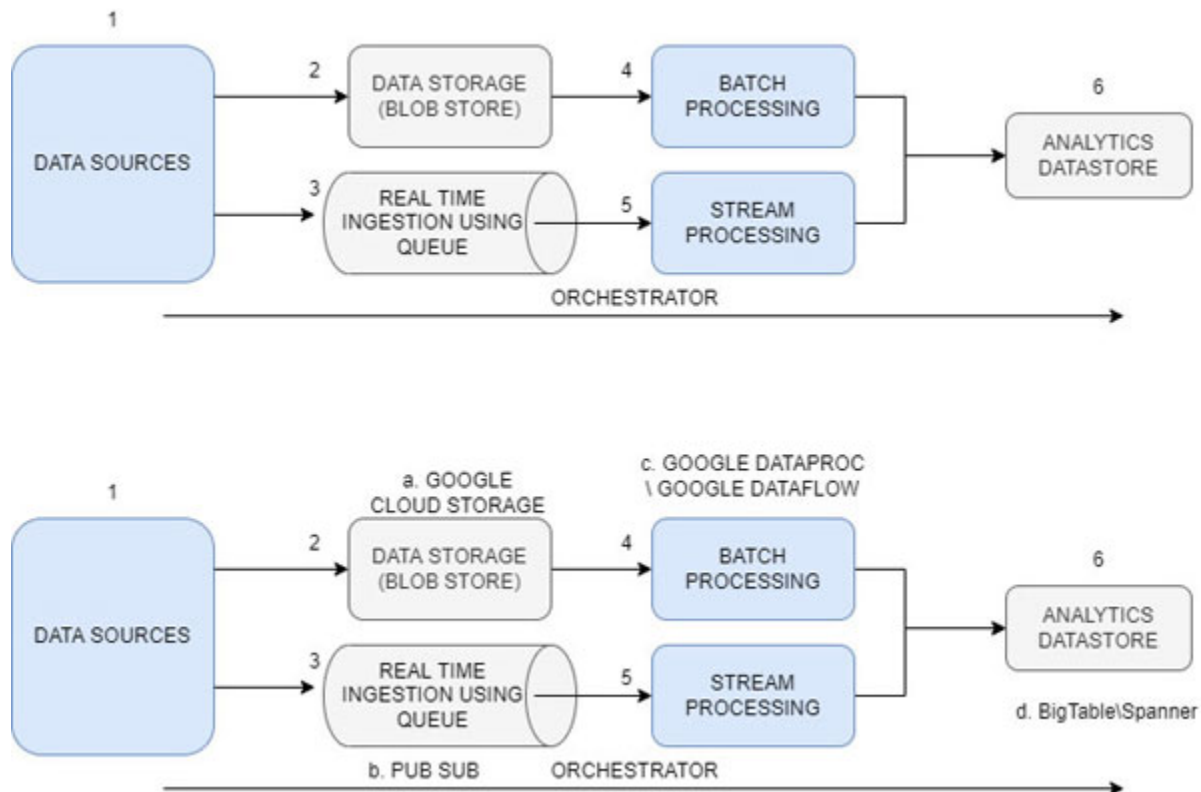 1
2
DATA STORAGE
(BLOB STORE)
4
BATCH
PROCESSING
6
DATA SOURCES
ANALYTICS
DATASTORE
3
REAL TIME
INGESTION USING
QUEUE
5
STREAM
PROCESSING
ORCHESTRATOR
1
a. GOOGLE
CLOUD STORAGE
c. GOOGLE DATAPROC
\ GOOGLE DATAFLOW
2
DATA STORAGE
(BLOB STORE)
4
BATCH
PROCESSING
6
DATA SOURCES
ANALYTICS
DATASTORE
3
REAL TIME
INGESTION USING
QUEUE
5
STREAM
PROCESSING
d. BigTable\Spanner
b. PUB SUB
ORCHESTRATOR